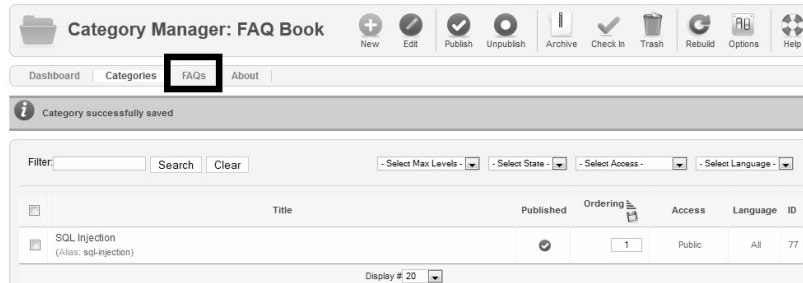 Category Manager: FAQ Book
New Edit Publish Unpublish Archive Check In Trash Rebuild Options Help
Dashboard Categories FAQs About
Category successfully saved
Filter: Search Clear - Select Max Levels - - Select State - - Select Access - - Select Language -
Title Published Ordering Access Language ID
SQL Injection 1 Public All 77
(Alias: sql-injection)
Display # 20